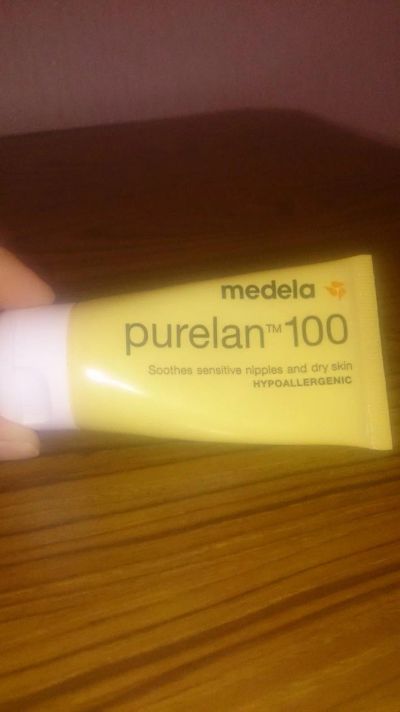 medela
purelan™100
Soothes sensitive nipples and dry skin
HYPOALLERGENIC